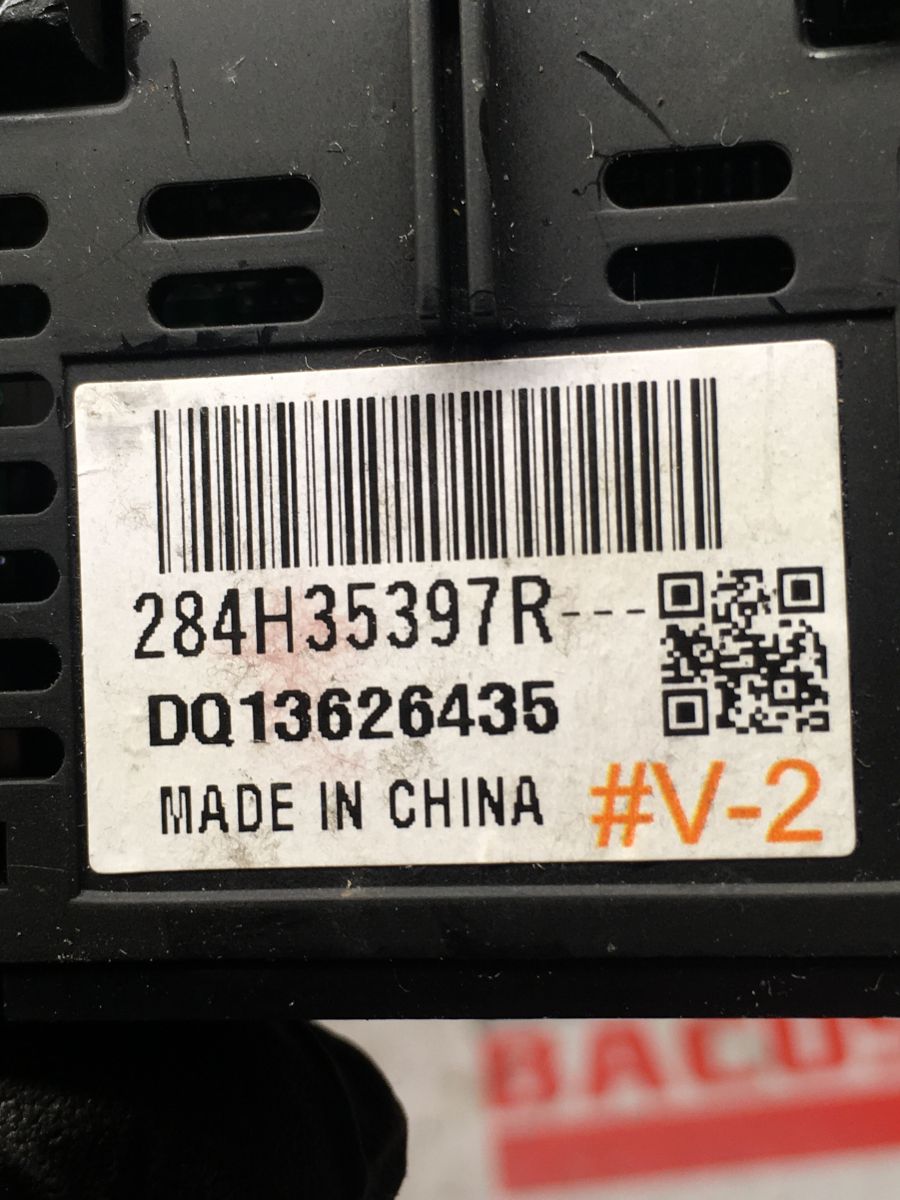 284H35397R---
DQ13626435
MADE IN CHINA
#V-2